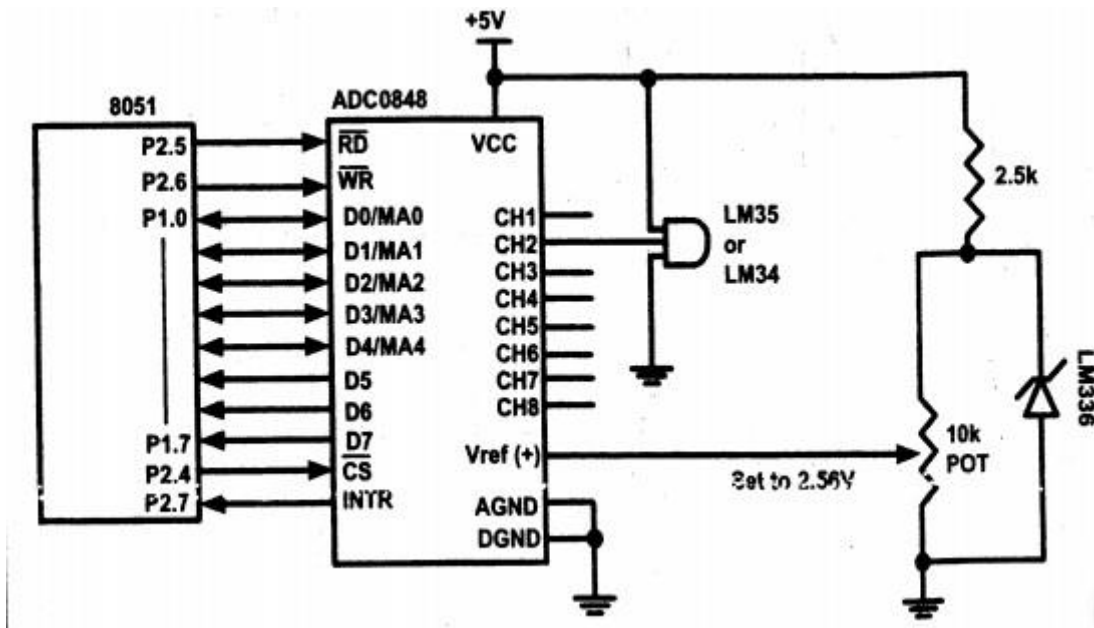 +5V
8051
ADC0848
P2.5
P2.6
P1.0
P1.7
P2.4
P2.7
RD
WR
D0/MA0
D1/MA1
D2/MA2
D3/MA3
D4/MA4
D5
D6
D7
CS
INTR
VCC
CH1
CH2
CH3
CH4
CH5
CH6
CH7
CH8
Vref (+)
AGND
DGND
LM35
or
LM34
2.5k
10k
POT
LM336
Set to 2.56V